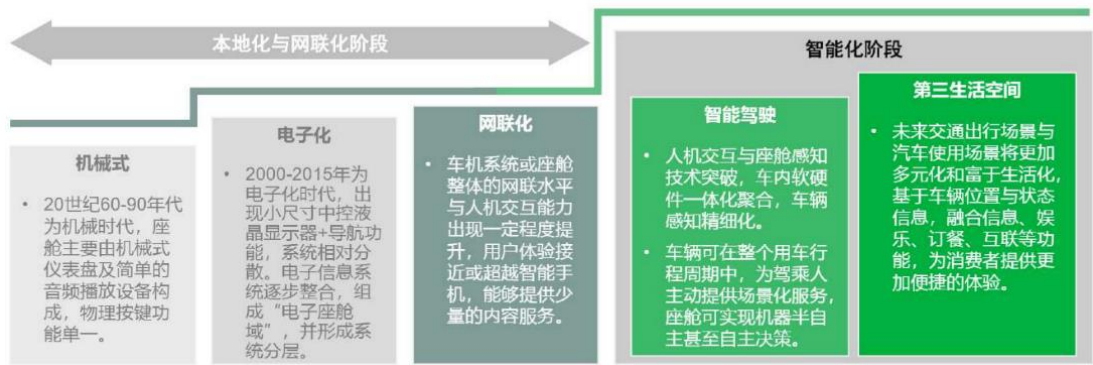 本地化与网联化阶段
机械式
• 20世纪60-90年代
为机械时代，座
舱主要由机械式
仪表盘及简单的
音频播放设备构
成，物理按键功
能单一。
电子化
• 2000-2015年为
电子化时代，出
现小尺寸中控液
晶显示器+导航功
能，系统相对分
散。电子信息系
统逐步整合，组
成“电子座舱
域”，并形成系
统分层。
网联化
• 车机系统或座舱
整体的网联水平
与人机交互能力
出现一定程度提
升，用户体验接
近或超越智能手
机，能够提供少
量的内容服务。
智能化阶段
智能驾驶
• 人机交互与座舱感知
技术突破，车内软硬
件一体化聚合，车辆
感知精细化。
• 车辆可在整个用车行
程周期中，为驾乘人
主动提供场景化服务，
座舱可实现机器半自
主甚至自主决策。
第三生活空间
• 未来交通出行场景与
汽车使用场景将更加
多元化和富于生活化，
基于车辆位置与状态
信息，融合信息、娱
乐、订餐、互联等功
能，为消费者提供更
加便捷的体验。